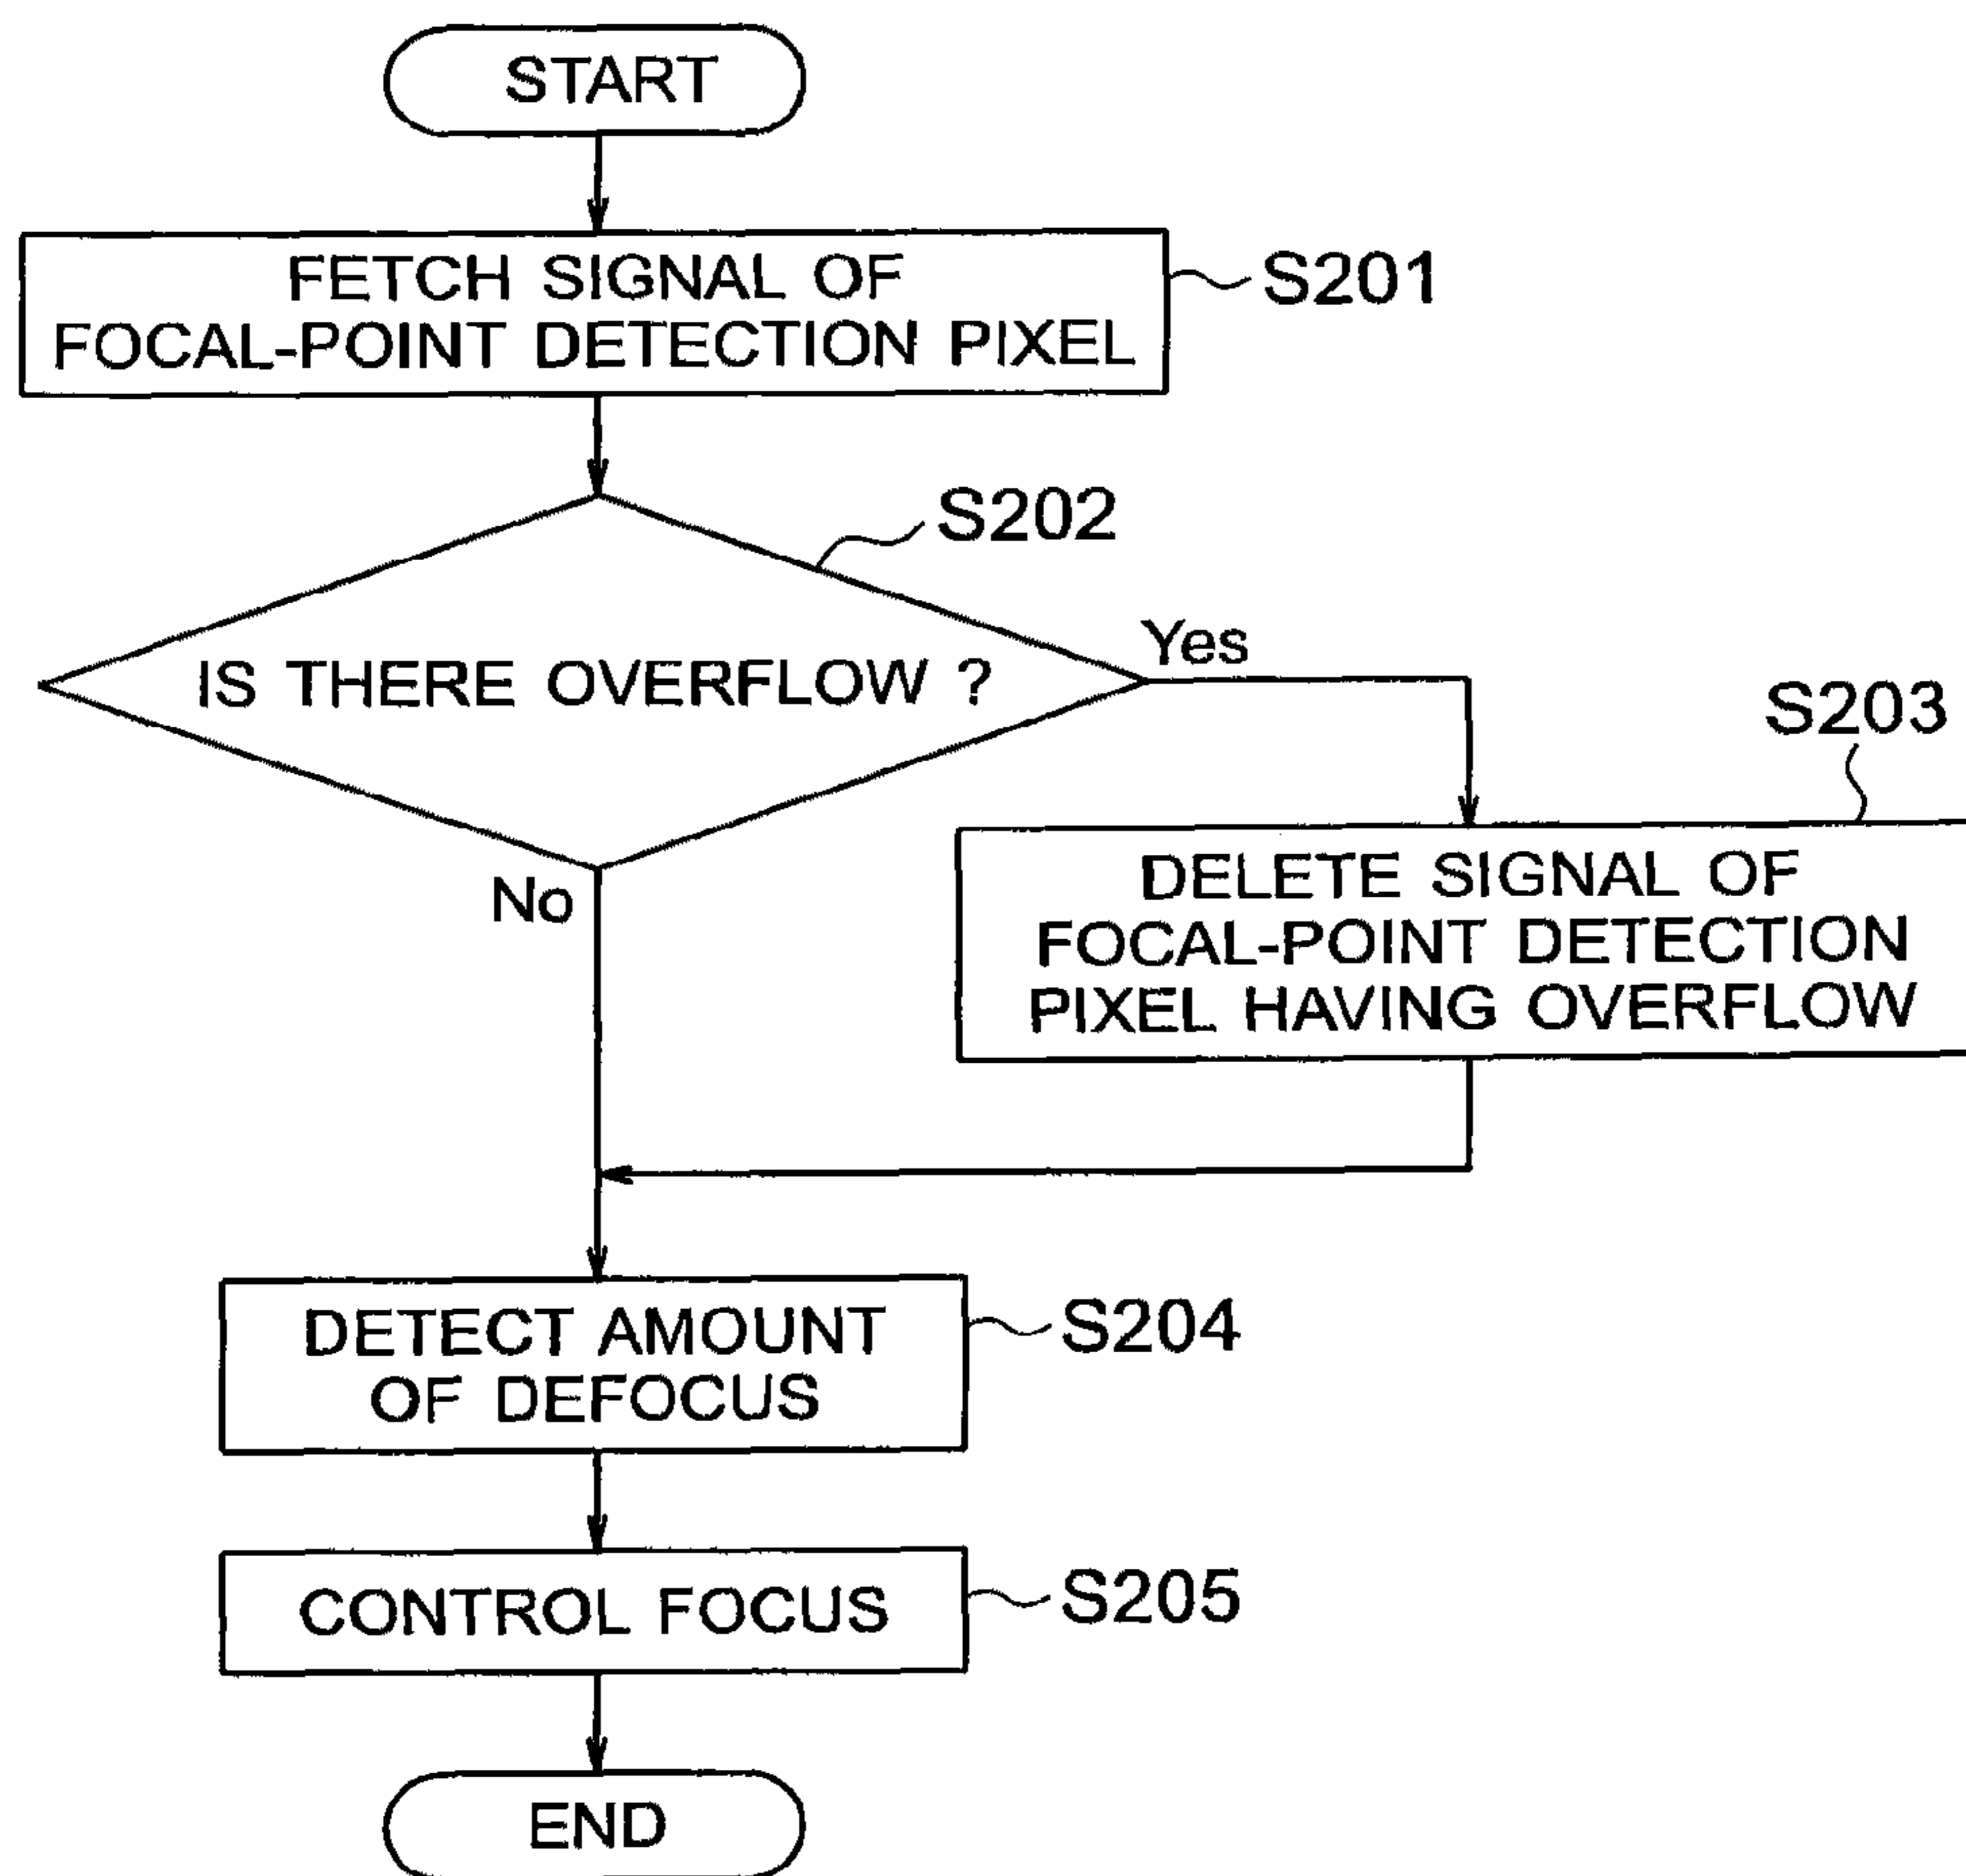 START
FETCH SIGNAL OF
FOCAL-POINT DETECTION PIXEL
S201
S202
IS THERE OVERFLOW ?
Yes
No
S203
DELETE SIGNAL OF
FOCAL-POINT DETECTION
PIXEL HAVING OVERFLOW
DETECT AMOUNT
OF DEFOCUS
S204
CONTROL FOCUS
S205
END